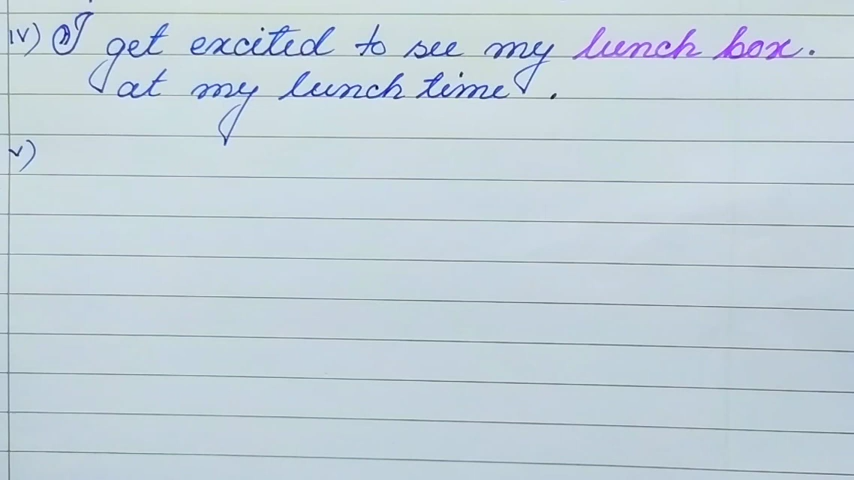 iv) I get excited to see my lunch box.
at my lunch time.
v)